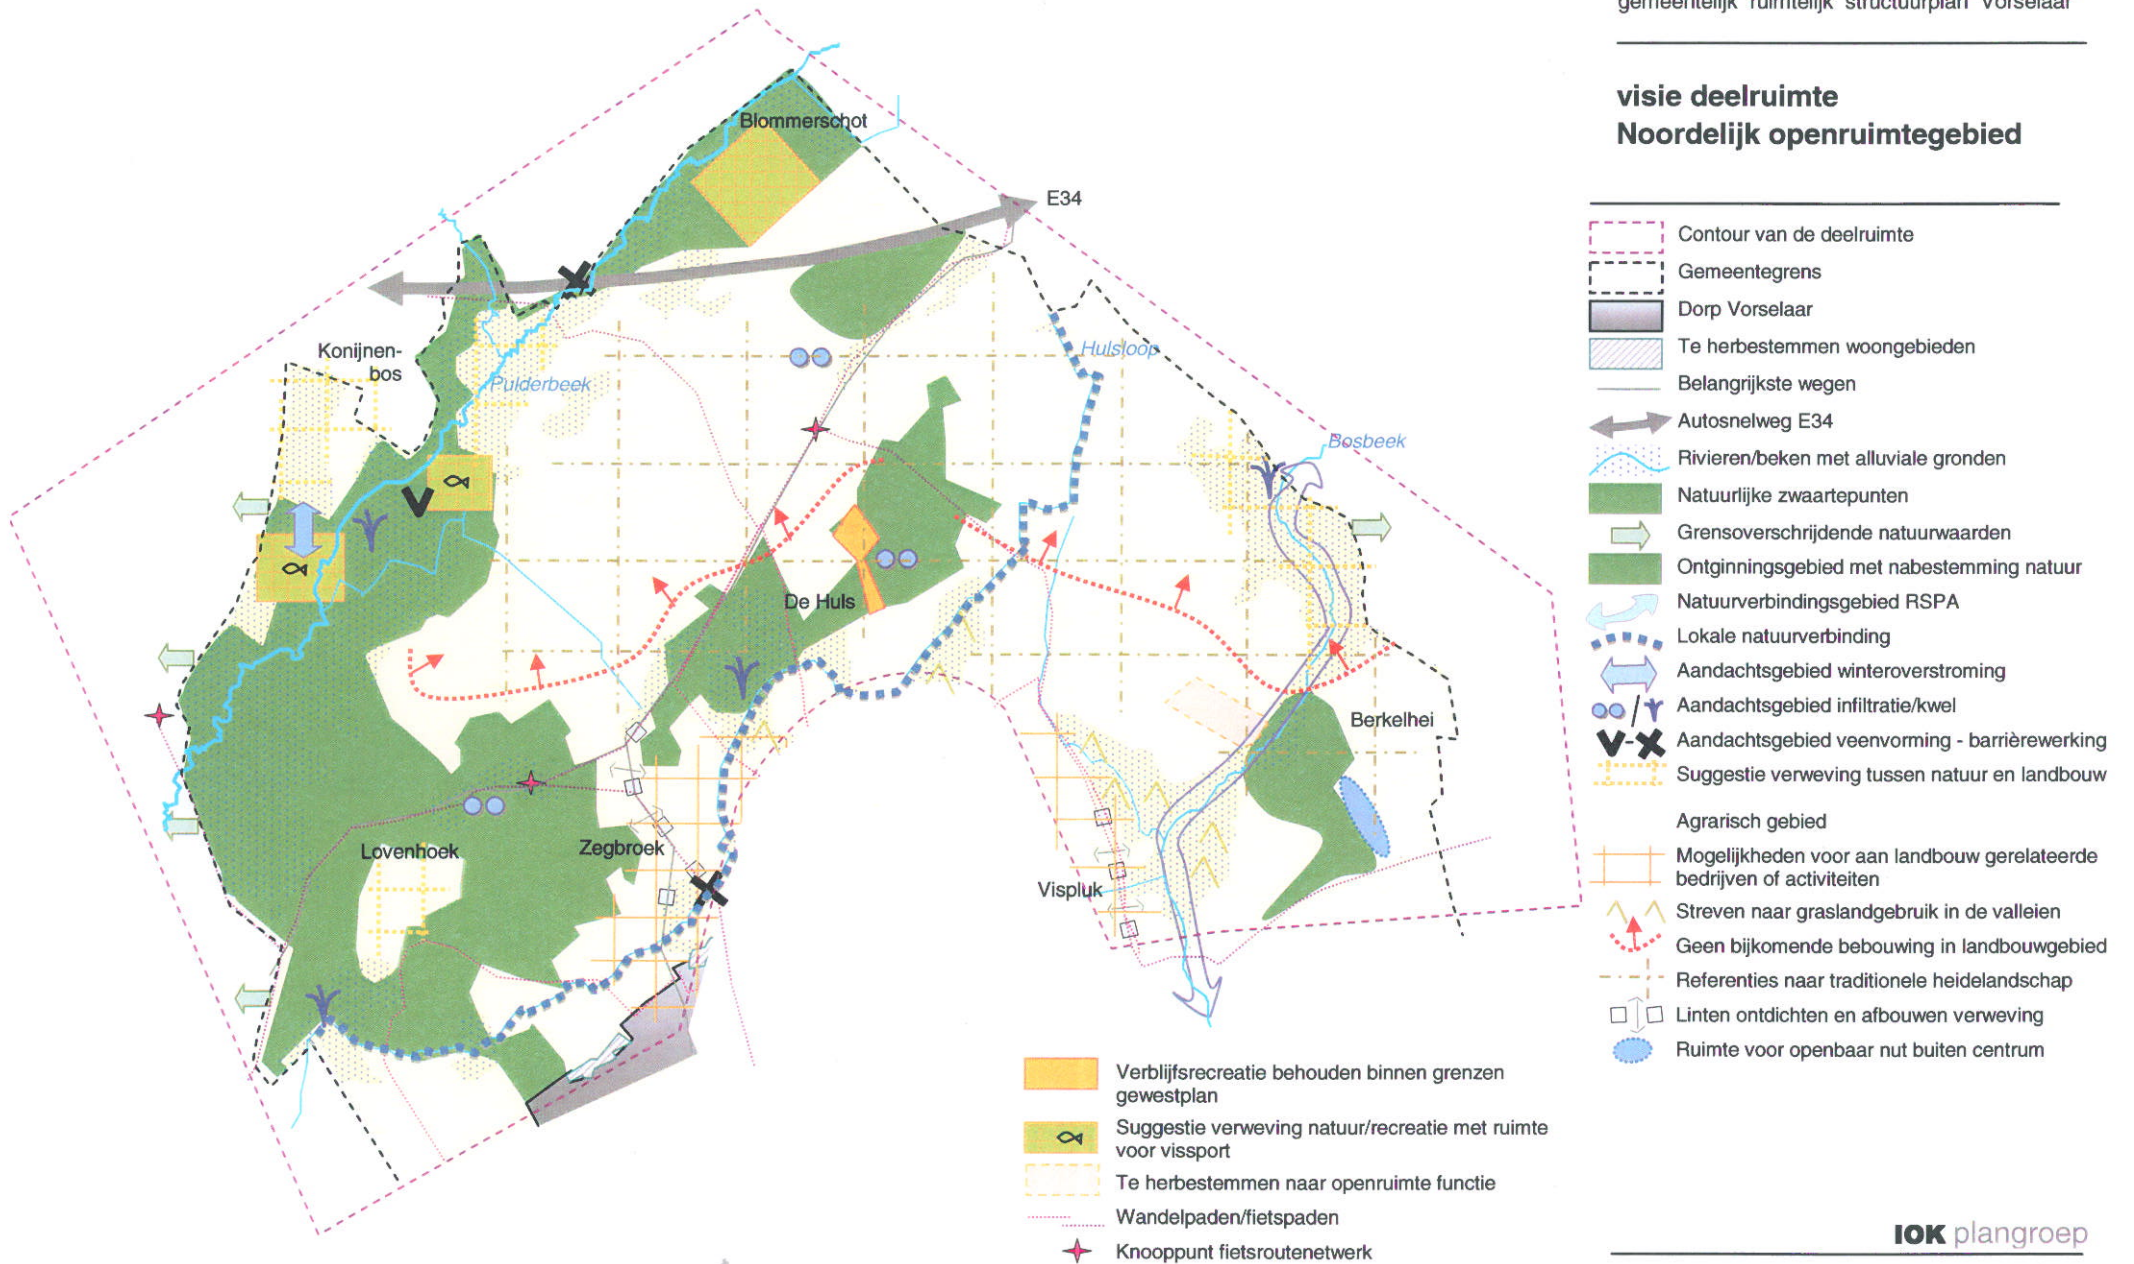 gemeentelijk ruimtelijk structuurplan Vorselaar
visie deelruimte
Noordelijk openruimtegebied
Contour van de deelruimte
Gemeentegrens
Dorp Vorselaar
Te herbestemmen woongebieden
Belangrijkste wegen
Autosnelweg E34
Rivieren/beken met alluviale gronden
Natuurlijke zwaartepunten
Grensoverschrijdende natuurwaarden
Ontginningsgebied met nabestemming natuur
Natuurverbindingsgebied RSPA
Lokale natuurverbinding
Aandachtsgebied winteroverstroming
Aandachtsgebied infiltratie/kwel
Aandachtsgebied veenvorming - barrièrewerking
Suggestie verweving tussen natuur en landbouw
Agrarisch gebied
Mogelijkheden voor aan landbouw gerelateerde
bedrijven of activiteiten
Streven naar graslandgebruik in de valleien
Geen bijkomende bebouwing in landbouwgebied
Referenties naar traditionele heidelandschap
Linten ontdichten en afbouwen verweving
Ruimte voor openbaar nut buiten centrum
Verblijfsrecreatie behouden binnen grenzen
gewestplan
Suggestie verweving natuur/recreatie met ruimte
voor vissport
Te herbestemmen naar openruimte functie
Wandelpaden/fietspaden
Knooppunt fietsroutenetwerk
IOK plangroep
Blommerschot
E34
Konijnen-
bos
Pulderbeek
Hulsloop
Bosbeek
De Huls
Berkelhei
Lovenhoek
Zegbroek
Vispluk